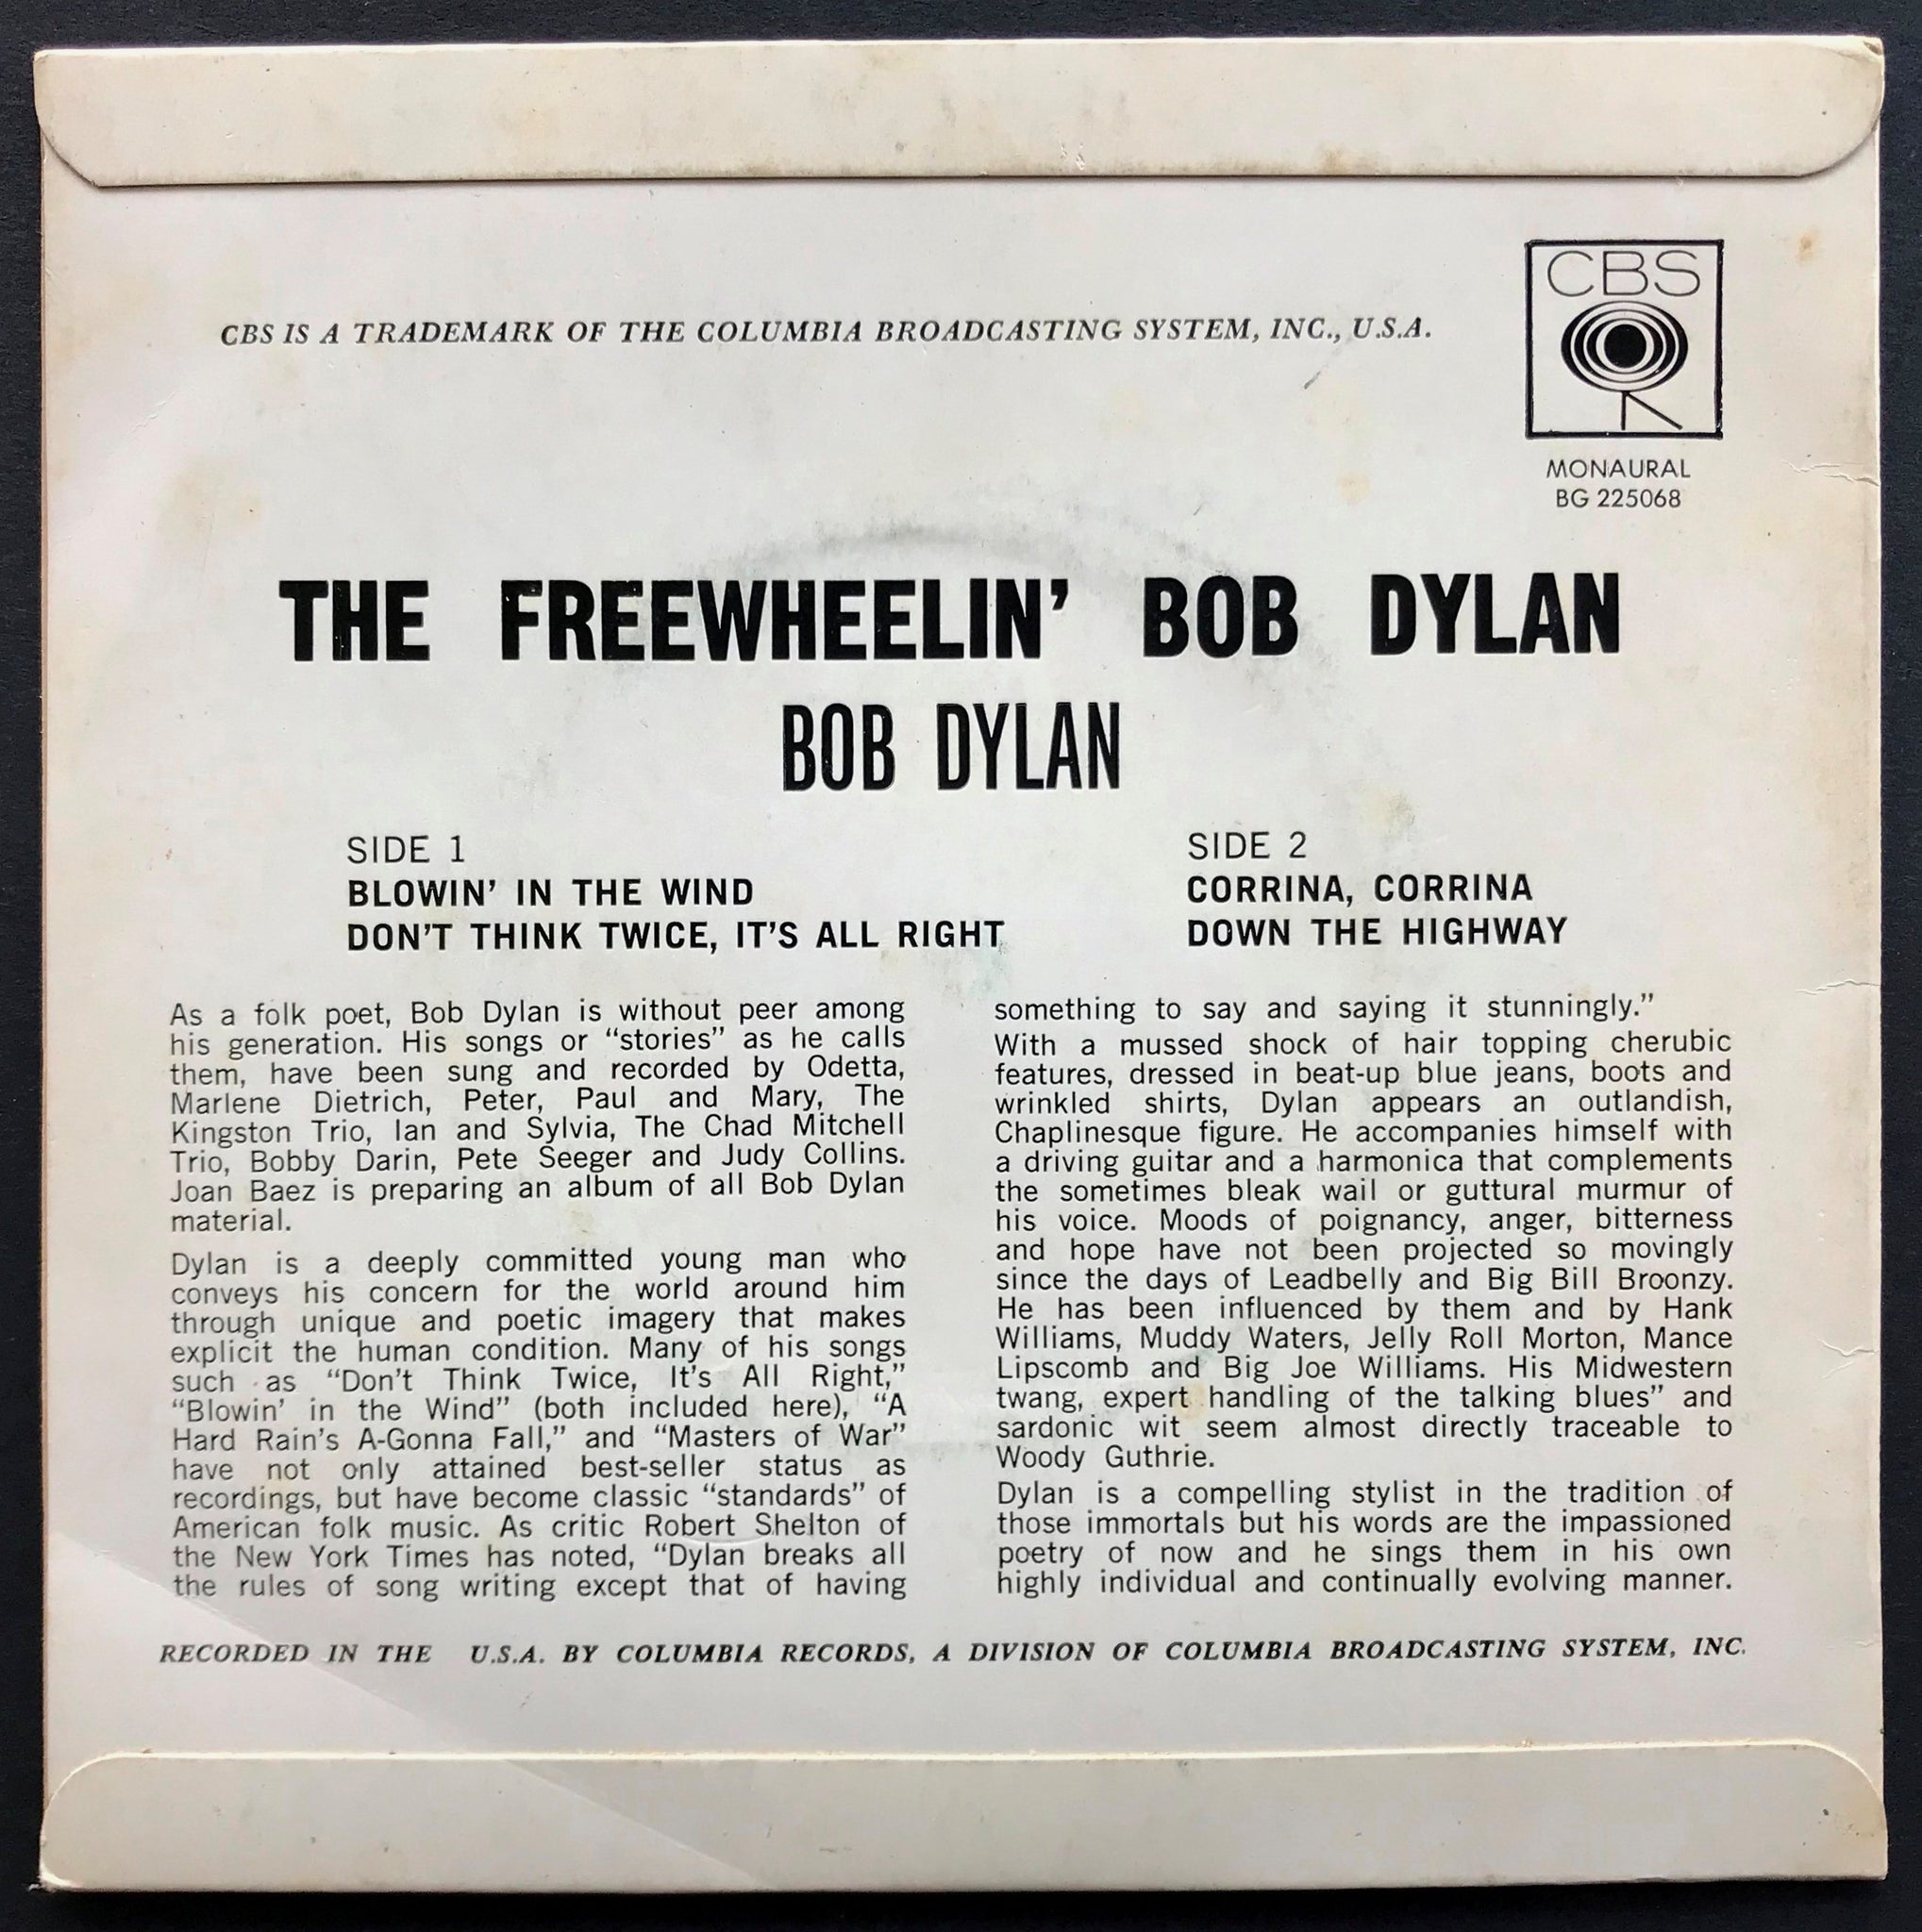 CBS
CBS IS A TRADEMARK OF THE COLUMBIA BROADCASTING SYSTEM, INC., U.S.A.
MONAURAL
BG 225068
THE FREEWHEELIN' BOB DYLAN
BOB DYLAN
SIDE 1
BLOWIN' IN THE WIND
DON'T THINK TWICE, IT'S ALL RIGHT
SIDE 2
CORRINA, CORRINA
DOWN THE HIGHWAY
As a folk poet, Bob Dylan is without peer among
his generation. His songs or “stories” as he calls
them, have been sung and recorded by Odetta,
Marlene Dietrich, Peter, Paul and Mary, The
Kingston Trio, Ian and Sylvia, The Chad Mitchell
Trio, Bobby Darin, Pete Seeger and Judy Collins.
Joan Baez is preparing an album of all Bob Dylan
material.
Dylan is a deeply committed young man who
conveys his concern for the world around him
through unique and poetic imagery that makes
explicit the human condition. Many of his songs
such as “Don't Think Twice, It's All Right,”
“Blowin' in the Wind” (both included here), “A
Hard Rain's A-Gonna Fall,” and “Masters of War”
have not only attained best-seller status as
recordings, but have become classic “standards” of
American folk music. As critic Robert Shelton of
the New York Times has noted, “Dylan breaks all
the rules of song writing except that of having
something to say and saying it stunningly.”
With a mussed shock of hair topping cherubic
features, dressed in beat-up blue jeans, boots and
wrinkled shirts, Dylan appears an outlandish,
Chaplinesque figure. He accompanies himself with
a driving guitar and a harmonica that complements
the sometimes bleak wail or guttural murmur of
his voice. Moods of poignancy, anger, bitterness
and hope have not been projected so movingly
since the days of Leadbelly and Big Bill Broonzy.
He has been influenced by them and by Hank
Williams, Muddy Waters, Jelly Roll Morton, Mance
Lipscomb and Big Joe Williams. His Midwestern
twang, expert handling of the talking blues” and
sardonic wit seem almost directly traceable to
Woody Guthrie.
Dylan is a compelling stylist in the tradition of
those immortals but his words are the impassioned
poetry of now and he sings them in his own
highly individual and continually evolving manner.
RECORDED IN THE U.S.A. BY COLUMBIA RECORDS, A DIVISION OF COLUMBIA BROADCASTING SYSTEM, INC.